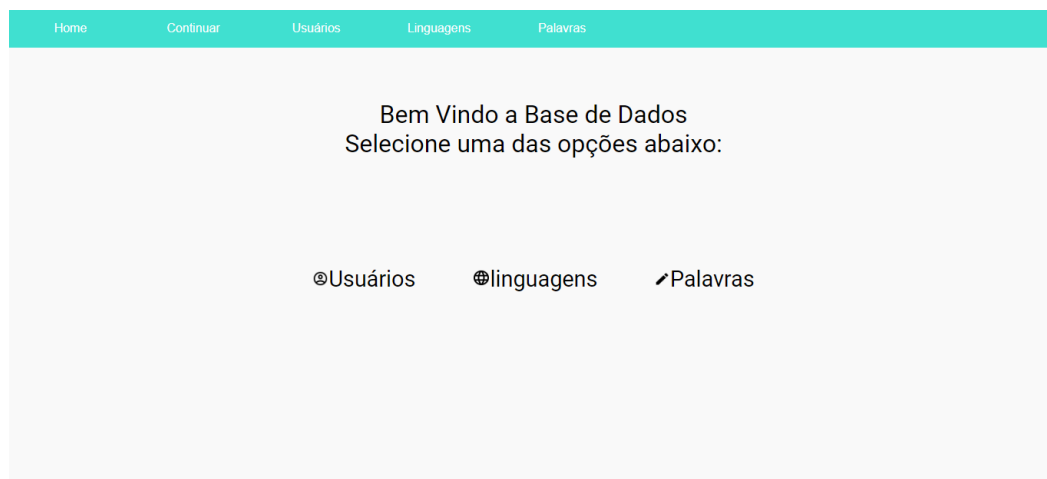 Home Continuar Usuários Linguagens Palavras
Bem Vindo a Base de Dados
Selecione uma das opções abaixo:
Usuários linguagens Palavras